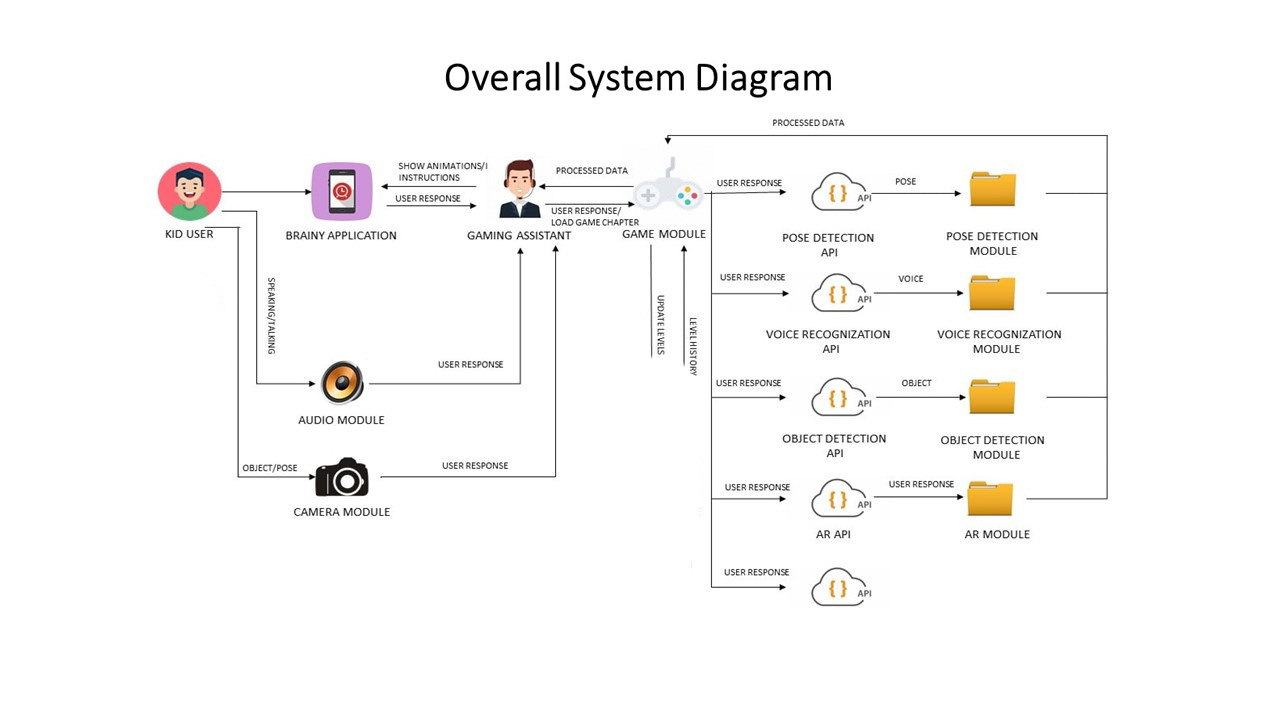 Overall System Diagram
PROCESSED DATA
SHOW ANIMATIONS/I
INSTRUCTIONS
USER RESPONSE
PROCESSED DATA
USER RESPONSE/
LOAD GAME CHAPTER
USER RESPONSE
API
POSE
KID USER
BRAINY APPLICATION
GAMING ASSISTANT
GAME MODULE
POSE DETECTION
API
POSE DETECTION
MODULE
SPEAKING/TALKING
UPDATE LEVELS
LEVEL HISTORY
USER RESPONSE
API
VOICE
VOICE RECOGNIZATION
API
VOICE RECOGNIZATION
MODULE
USER RESPONSE
AUDIO MODULE
USER RESPONSE
API
OBJECT
OBJECT DETECTION
API
OBJECT DETECTION
MODULE
OBJECT/POSE
USER RESPONSE
CAMERA MODULE
USER RESPONSE
API
USER RESPONSE
AR API
AR MODULE
USER RESPONSE
API